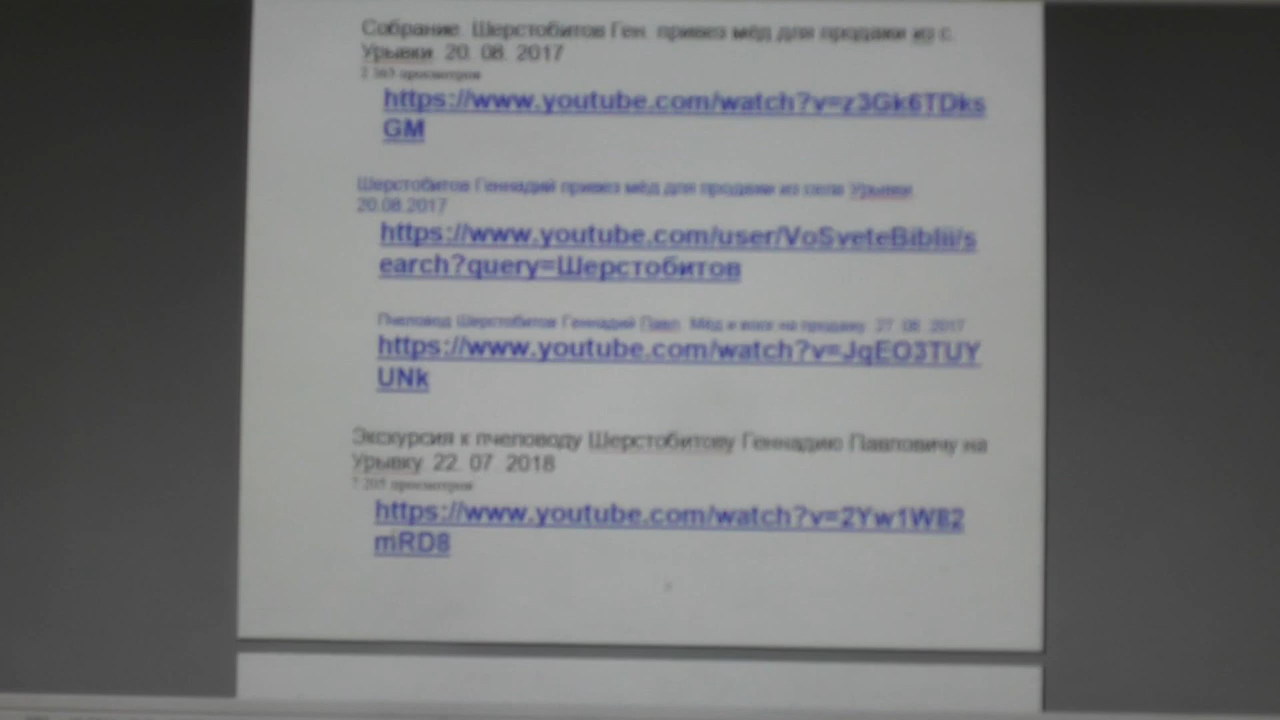 Собрание. Шерстобитов Ген. привез мёд для продажи из с.
Урывки. 20. 08. 2017
просмотров
https://www.youtube.com/watch?v=z3Gk6TDks
GM
Шерстобитов Геннадий привез мёд для продажи из села Урывки
20.08.2017
https://www.youtube.com/user/VoSveteBiblii/s
earch?query=Шерстобитов
Пчеловод Шерстобитов Геннадий Павл. Мёд и воск на продажу. 27. 08. 2017
https://www.youtube.com/watch?v=JqEO3TUY
UNk
Экскурсия к пчеловоду Шерстобитову Геннадию Павловичу на
Урывку. 22. 07. 2018
просмотров
https://www.youtube.com/watch?v=2Yw1W82
mRD8